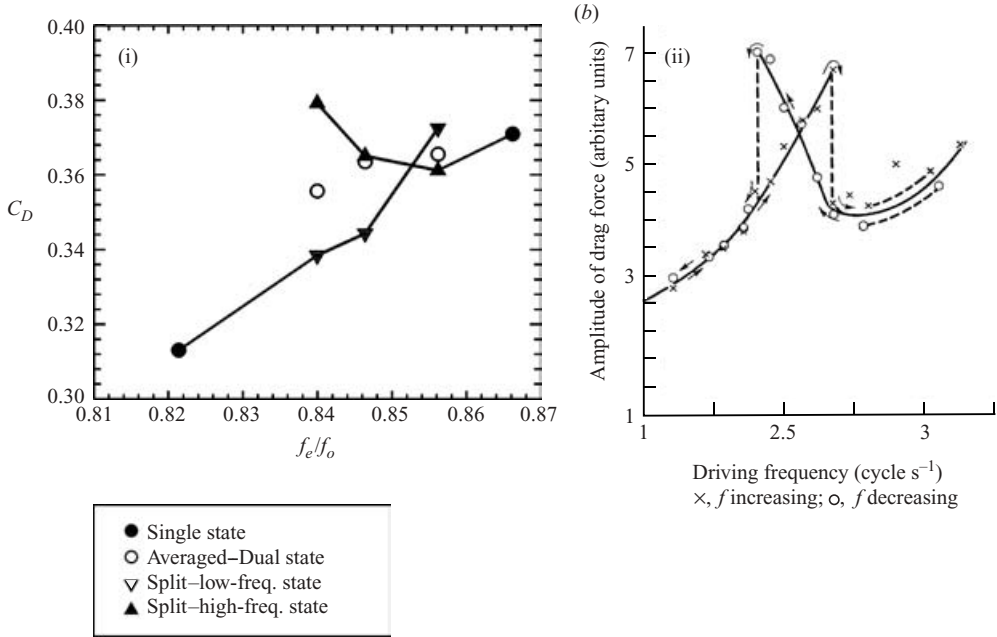 (b)
(i)
0.40
0.38
0.36
0.34
0.32
0.30
C_D
0.81 0.82 0.83 0.84 0.85 0.86 0.87
f_e/f_o
Single state
Averaged–Dual state
Split–low-freq. state
Split–high-freq. state
(ii)
7
5
3
1
Amplitude of drag force (arbitary units)
1 2.5 3
Driving frequency (cycle s⁻¹)
×, f increasing; o, f decreasing